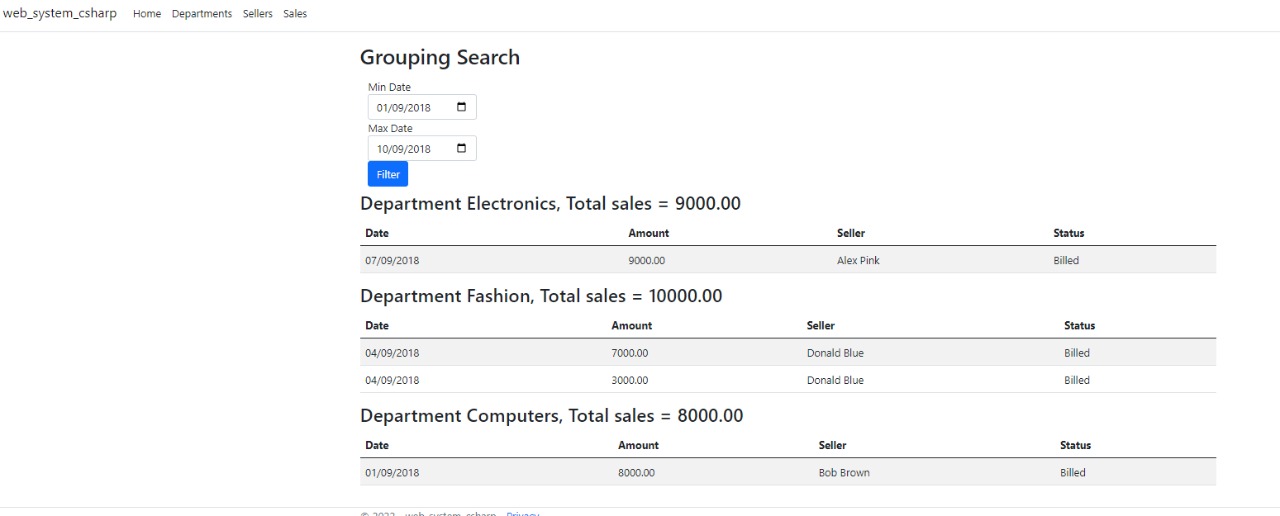 web_system_csharp Home Departments Sellers Sales
Grouping Search
Min Date
01/09/2018
Max Date
10/09/2018
Filter
Department Electronics, Total sales = 9000.00
Date Amount Seller Status
07/09/2018 9000.00 Alex Pink Billed
Department Fashion, Total sales = 10000.00
Date Amount Seller Status
04/09/2018 7000.00 Donald Blue Billed
04/09/2018 3000.00 Donald Blue Billed
Department Computers, Total sales = 8000.00
Date Amount Seller Status
01/09/2018 8000.00 Bob Brown Billed
web_system_csharp - Privacy